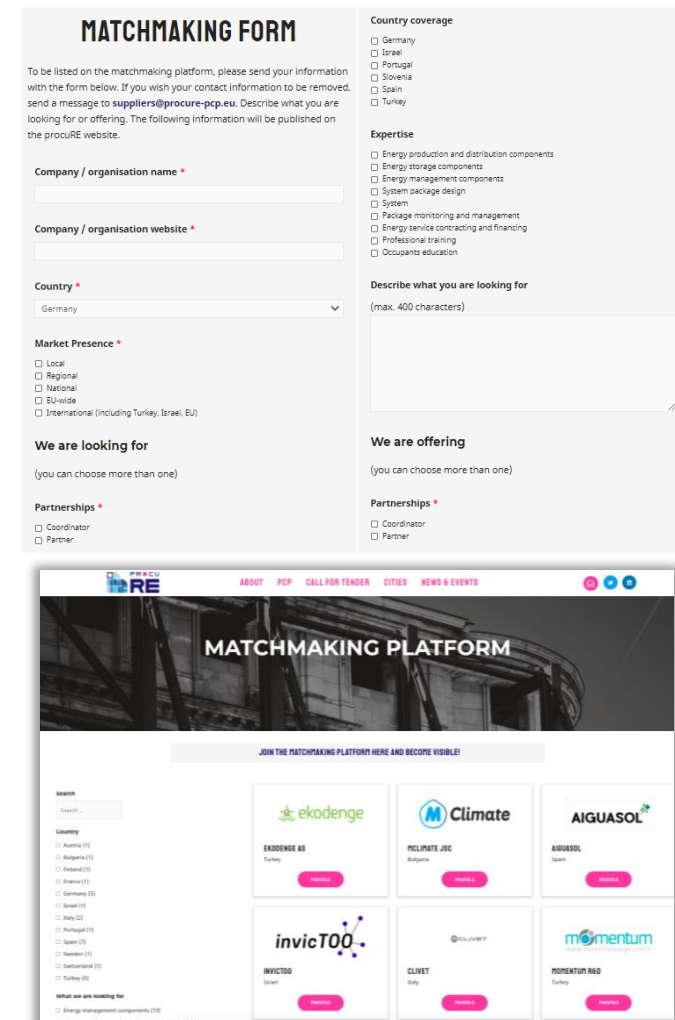 MATCHMAKING FORM
To be listed on the matchmaking platform, please send your information
with the form below. If you wish your contact information to be removed,
send a message to suppliers@procure-pcp.eu. Describe what you are
looking for or offering. The following information will be published on
the procuRE website.
Company / organisation name *
Company / organisation website *
Country *
Germany
Market Presence *
Local
Regional
National
EU-wide
International (including Turkey, Israel, EU)
We are looking for
(you can choose more than one)
Partnerships *
Coordinator
Partner
Country coverage
Germany
Israel
Portugal
Slovenia
Spain
Turkey
Expertise
Energy production and distribution components
Energy storage components
Energy management components
System package design
System
Package monitoring and management
Energy service contracting and financing
Professional training
Occupants education
Describe what you are looking for
(max. 400 characters)
We are offering
(you can choose more than one)
Partnerships *
Coordinator
Partner
PROCU
RE
ABOUT PCP CALL FOR TENDER CITIES NEWS & EVENTS
MATCHMAKING PLATFORM
JOIN THE MATCHMAKING PLATFORM HERE AND BECOME VISIBLE!
Search
Search ...
Country
Austria (1)
Bulgaria (1)
Finland (1)
France (1)
Germany (5)
Israel (1)
Italy (2)
Portugal (1)
Spain (7)
Sweden (1)
Switzerland (1)
Turkey (6)
What we are looking for
Energy management components (19)
ekodenge
EKODENGE AS
Turkey
PROFILE
M Climate
MCLIMATE JSC
Bulgaria
PROFILE
AIGUASOL
AIGUASOL
Spain
PROFILE
invicTOO
INVICTOO
Israel
PROFILE
CLIVET
CLIVET
Italy
PROFILE
momentum
MOMENTUM R&D
Turkey
PROFILE